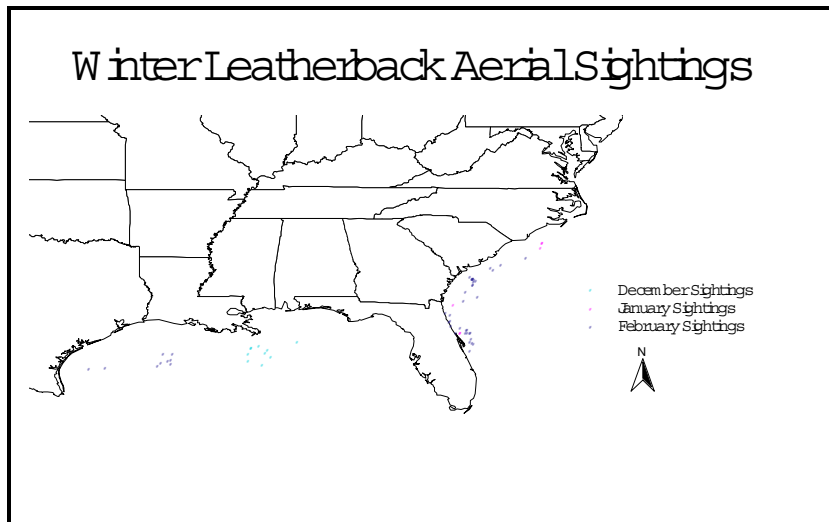 Winter Leatherback Aerial Sightings
December Sightings
January Sightings
February Sightings
N